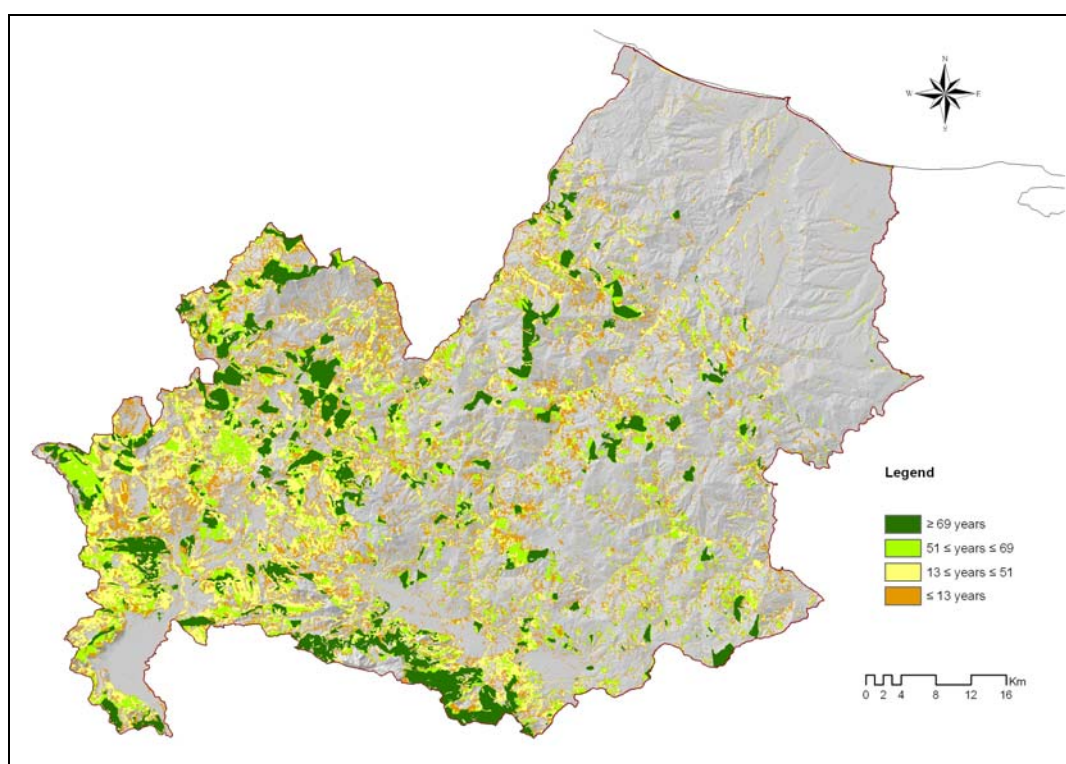 N
W E
S
Legend
≥ 69 years
51 ≤ years ≤ 69
13 ≤ years ≤ 51
≤ 13 years
Km
0 2 4 8 12 16